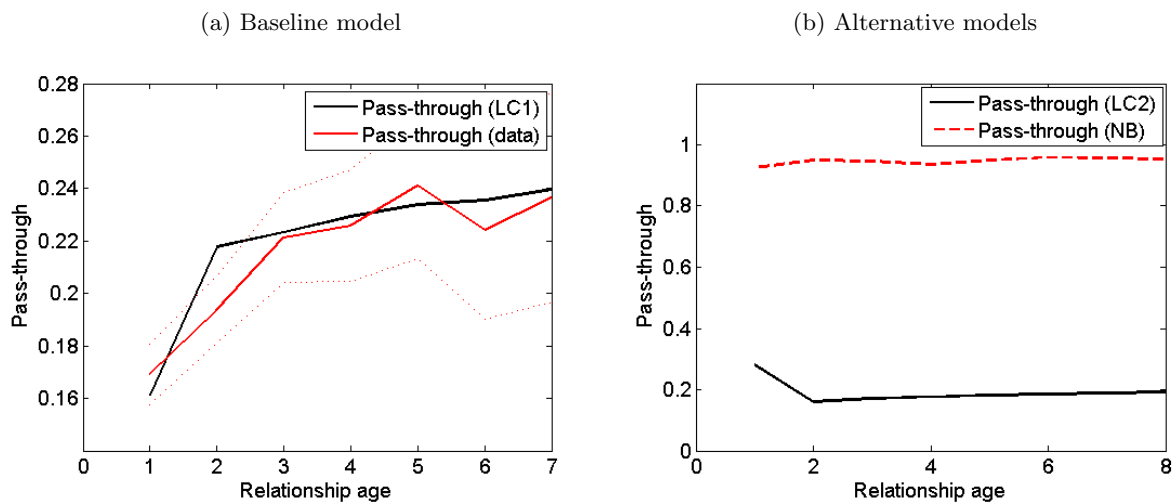 (a) Baseline model
0.28
0.26
0.24
0.22
0.2
0.18
0.16
Pass-through
Pass-through (LC1)
Pass-through (data)
0 1 2 3 4 5 6 7
Relationship age
(b) Alternative models
1
0.8
0.6
0.4
0.2
0
Pass-through
Pass-through (LC2)
Pass-through (NB)
0 2 4 6 8
Relationship age